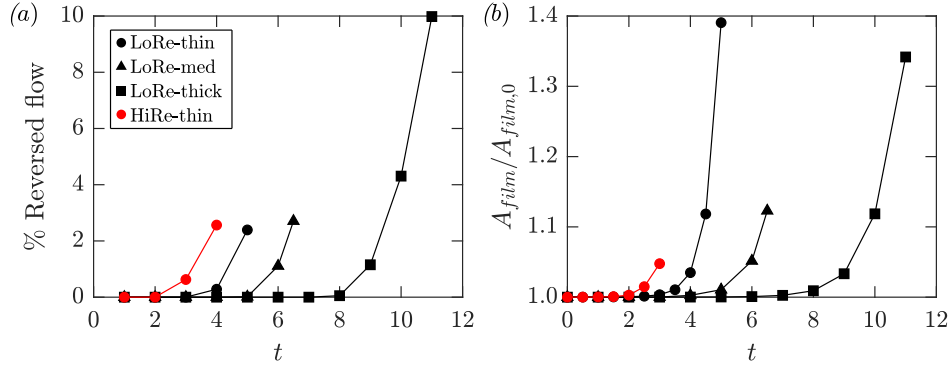 (a)
% Reversed flow
10
8
6
4
2
0
LoRe-thin
LoRe-med
LoRe-thick
HiRe-thin
0 2 4 6 8 10 12
t
(b)
A_film/A_film,0
1.4
1.3
1.2
1.1
1.0
0 2 4 6 8 10 12
t